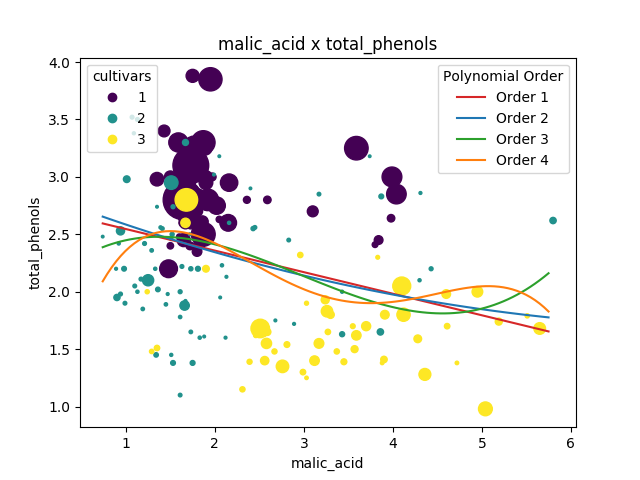 malic_acid x total_phenols
cultivars
1
2
3
Polynomial Order
Order 1
Order 2
Order 3
Order 4
4.0
3.5
3.0
2.5
2.0
1.5
1.0
total_phenols
1 2 3 4 5 6
malic_acid